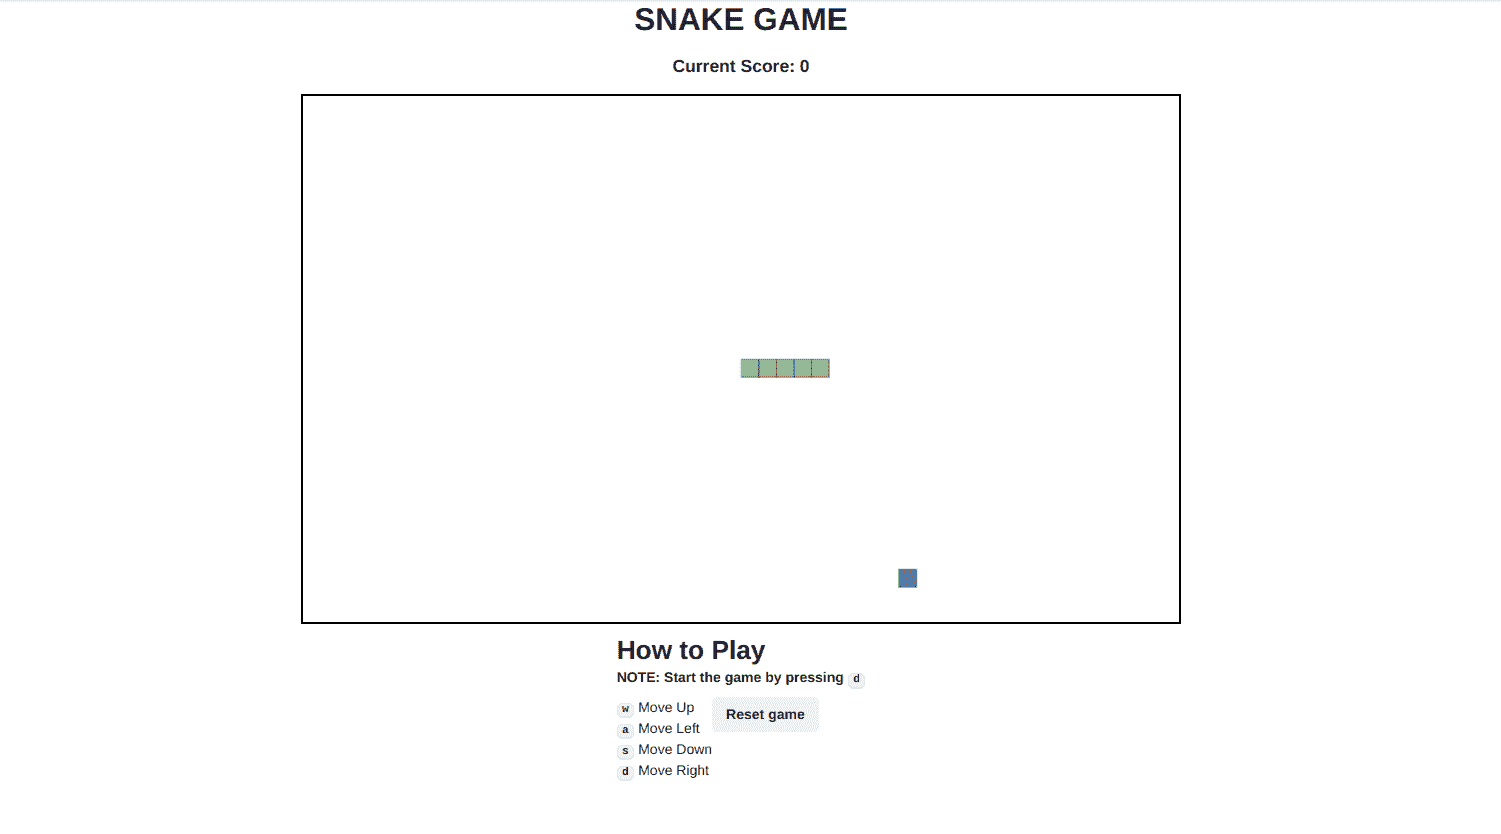 SNAKE GAME
Current Score: 0
How to Play
NOTE: Start the game by pressing d
w Move Up
Reset game
a Move Left
s Move Down
d Move Right